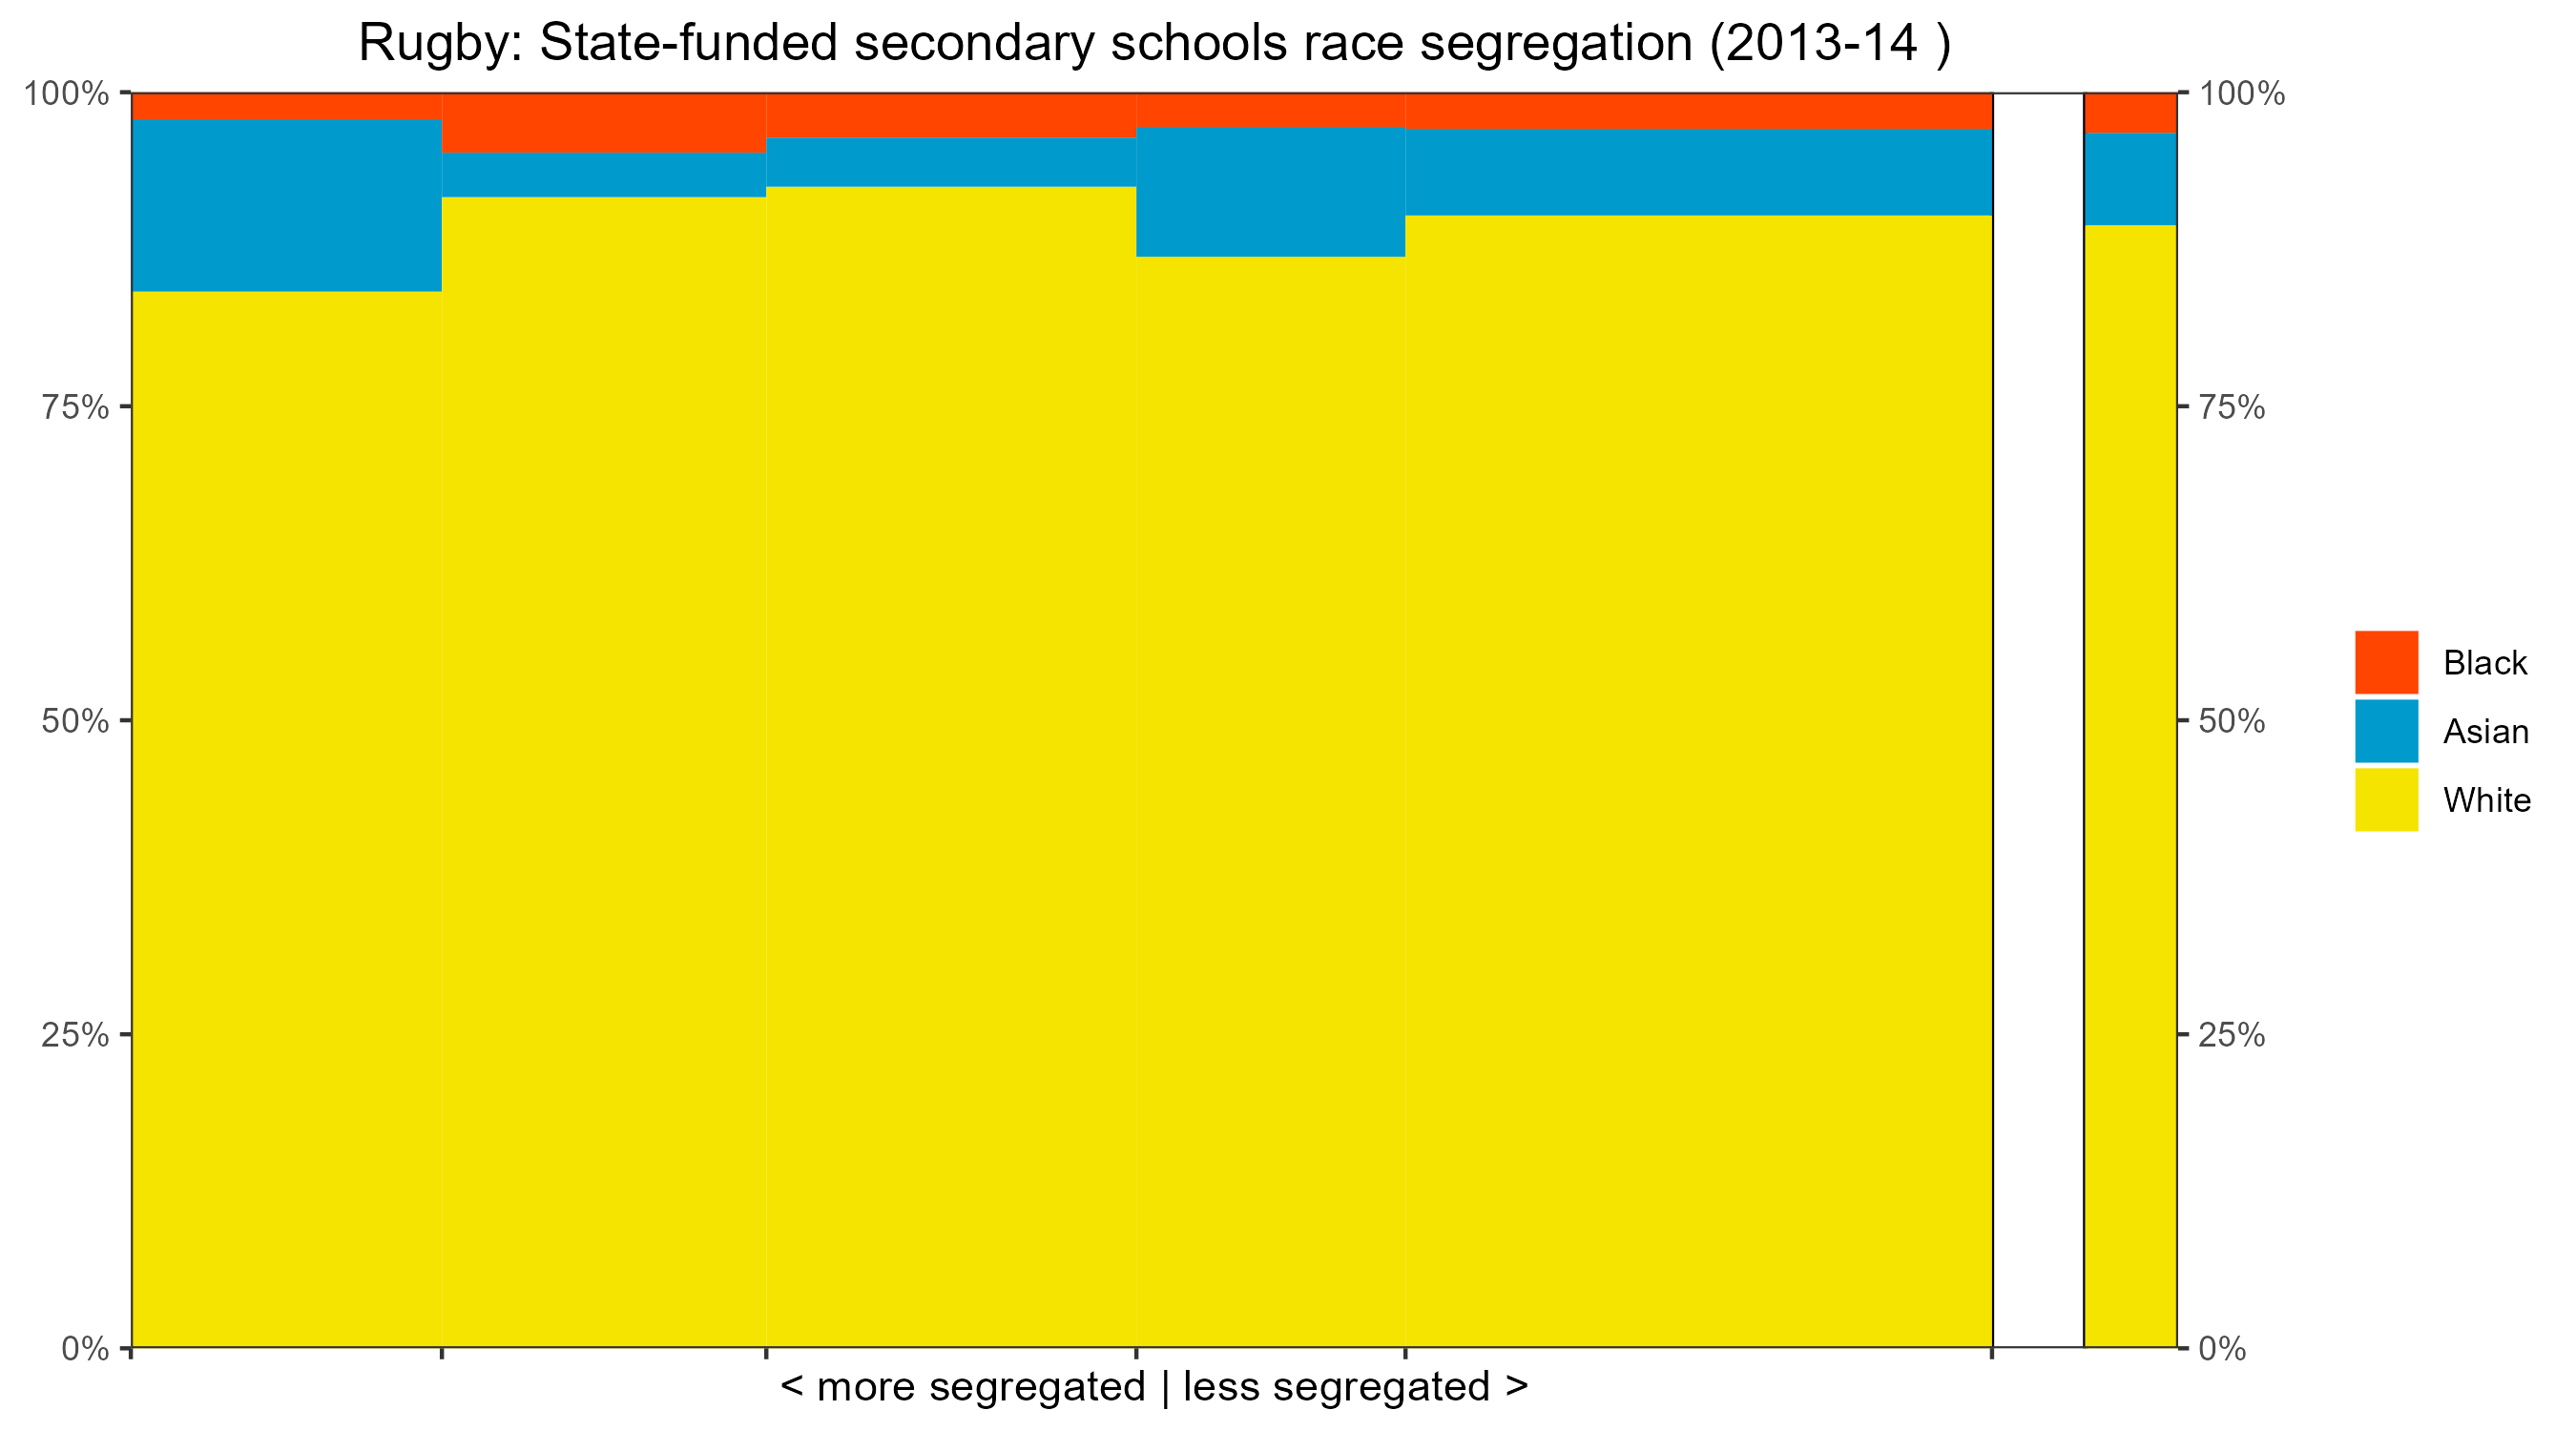 Rugby: State-funded secondary schools race segregation (2013-14 )
100%
75%
50%
25%
0%
100%
75%
50%
25%
0%
Black
Asian
White
< more segregated | less segregated >